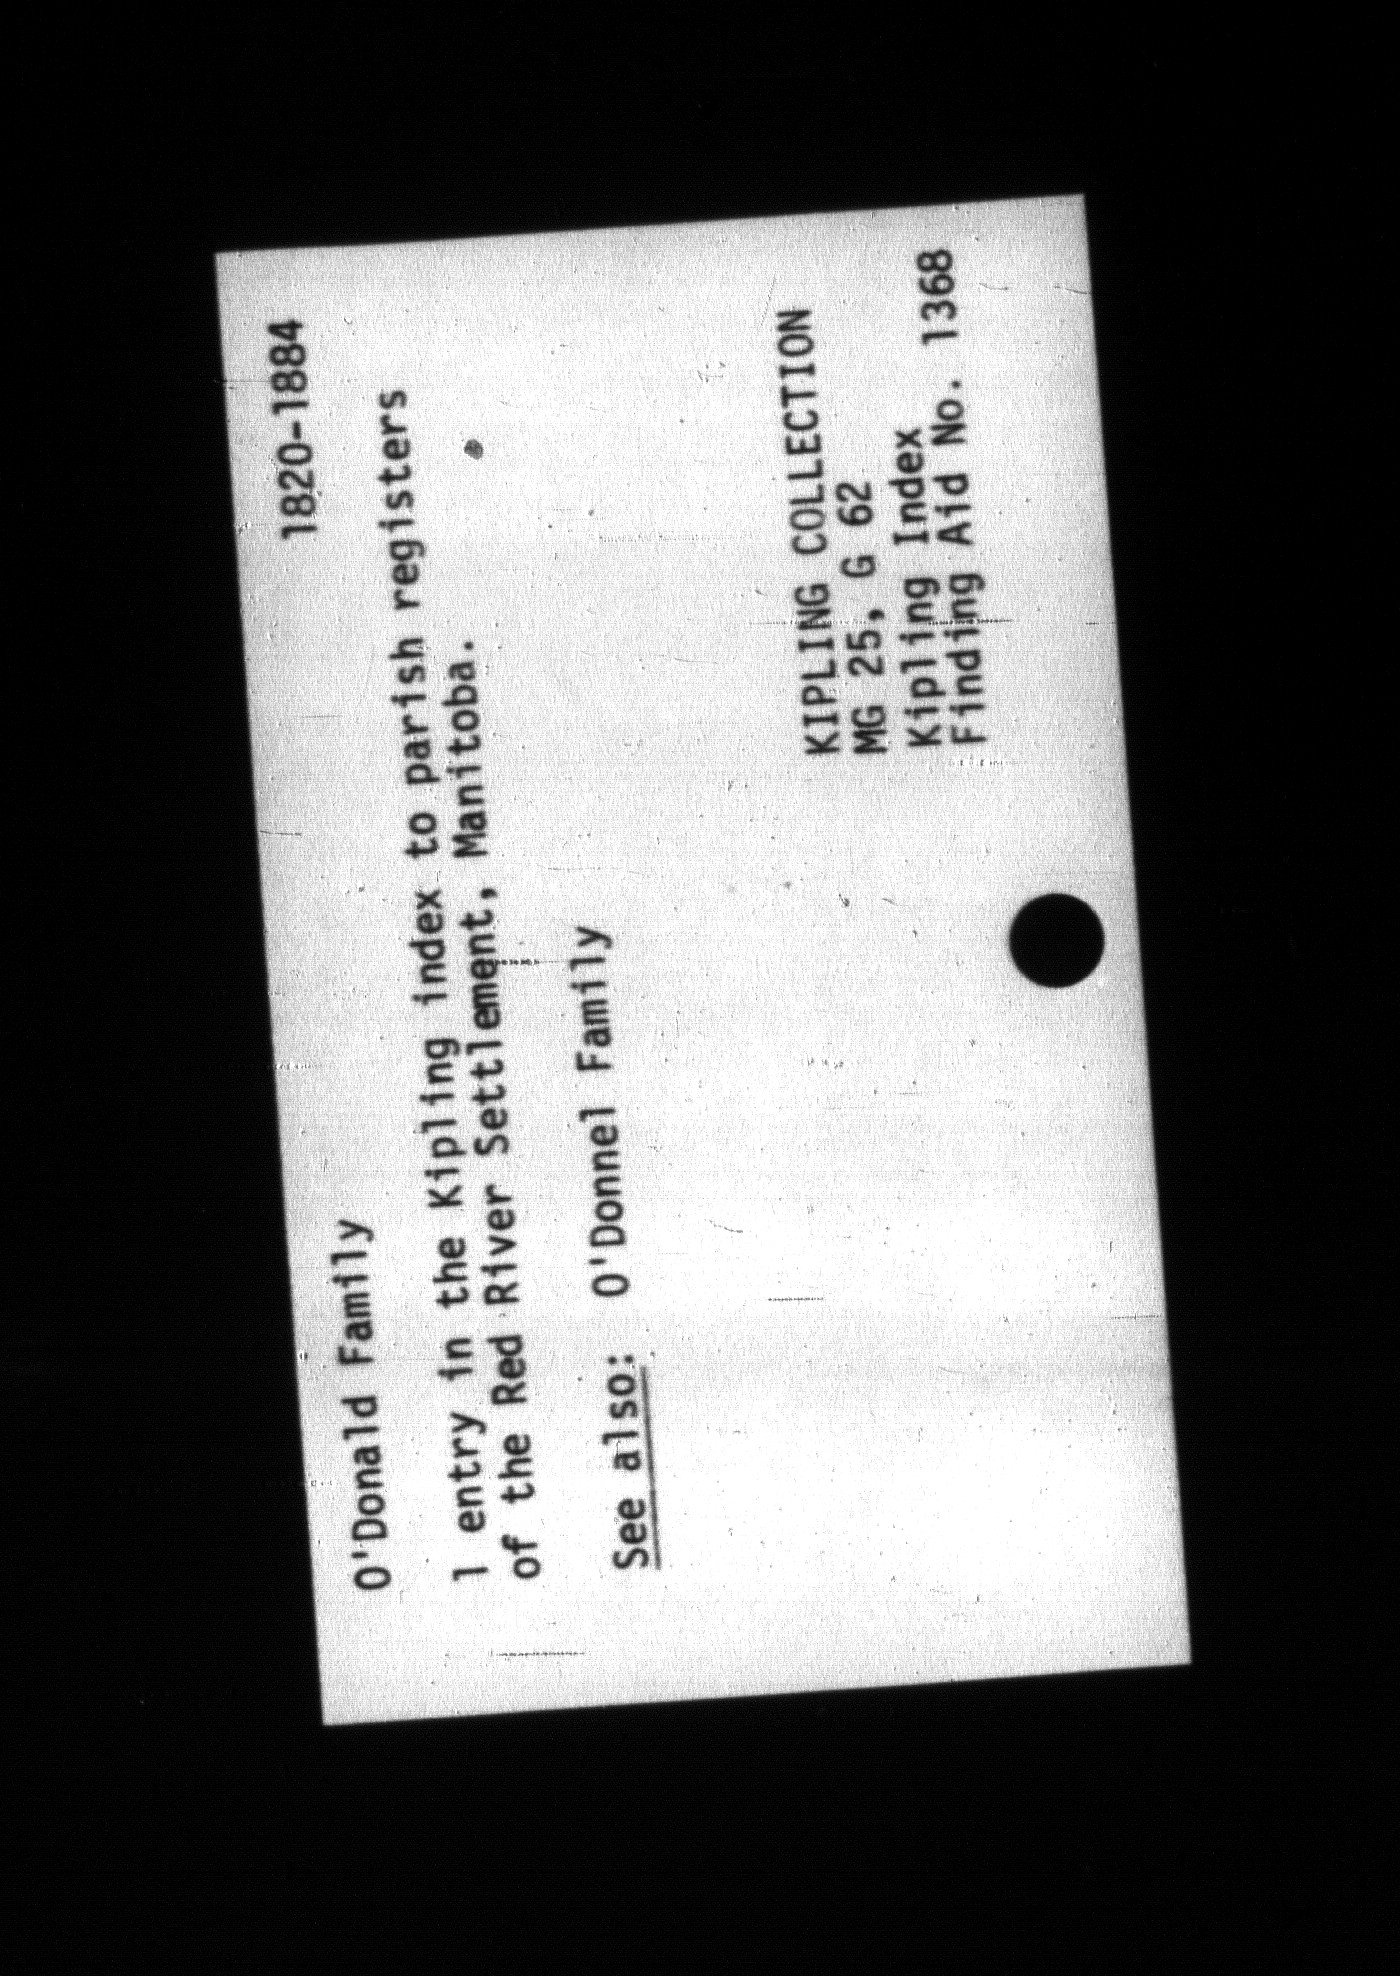 O'Donald Family 1820-1884
1 entry in the Kipling index to parish registers
of the Red River Settlement, Manitoba.
See also: O'Donnel Family
KIPLING COLLECTION
MG 25, G 62
Kipling Index
Finding Aid No. 1368